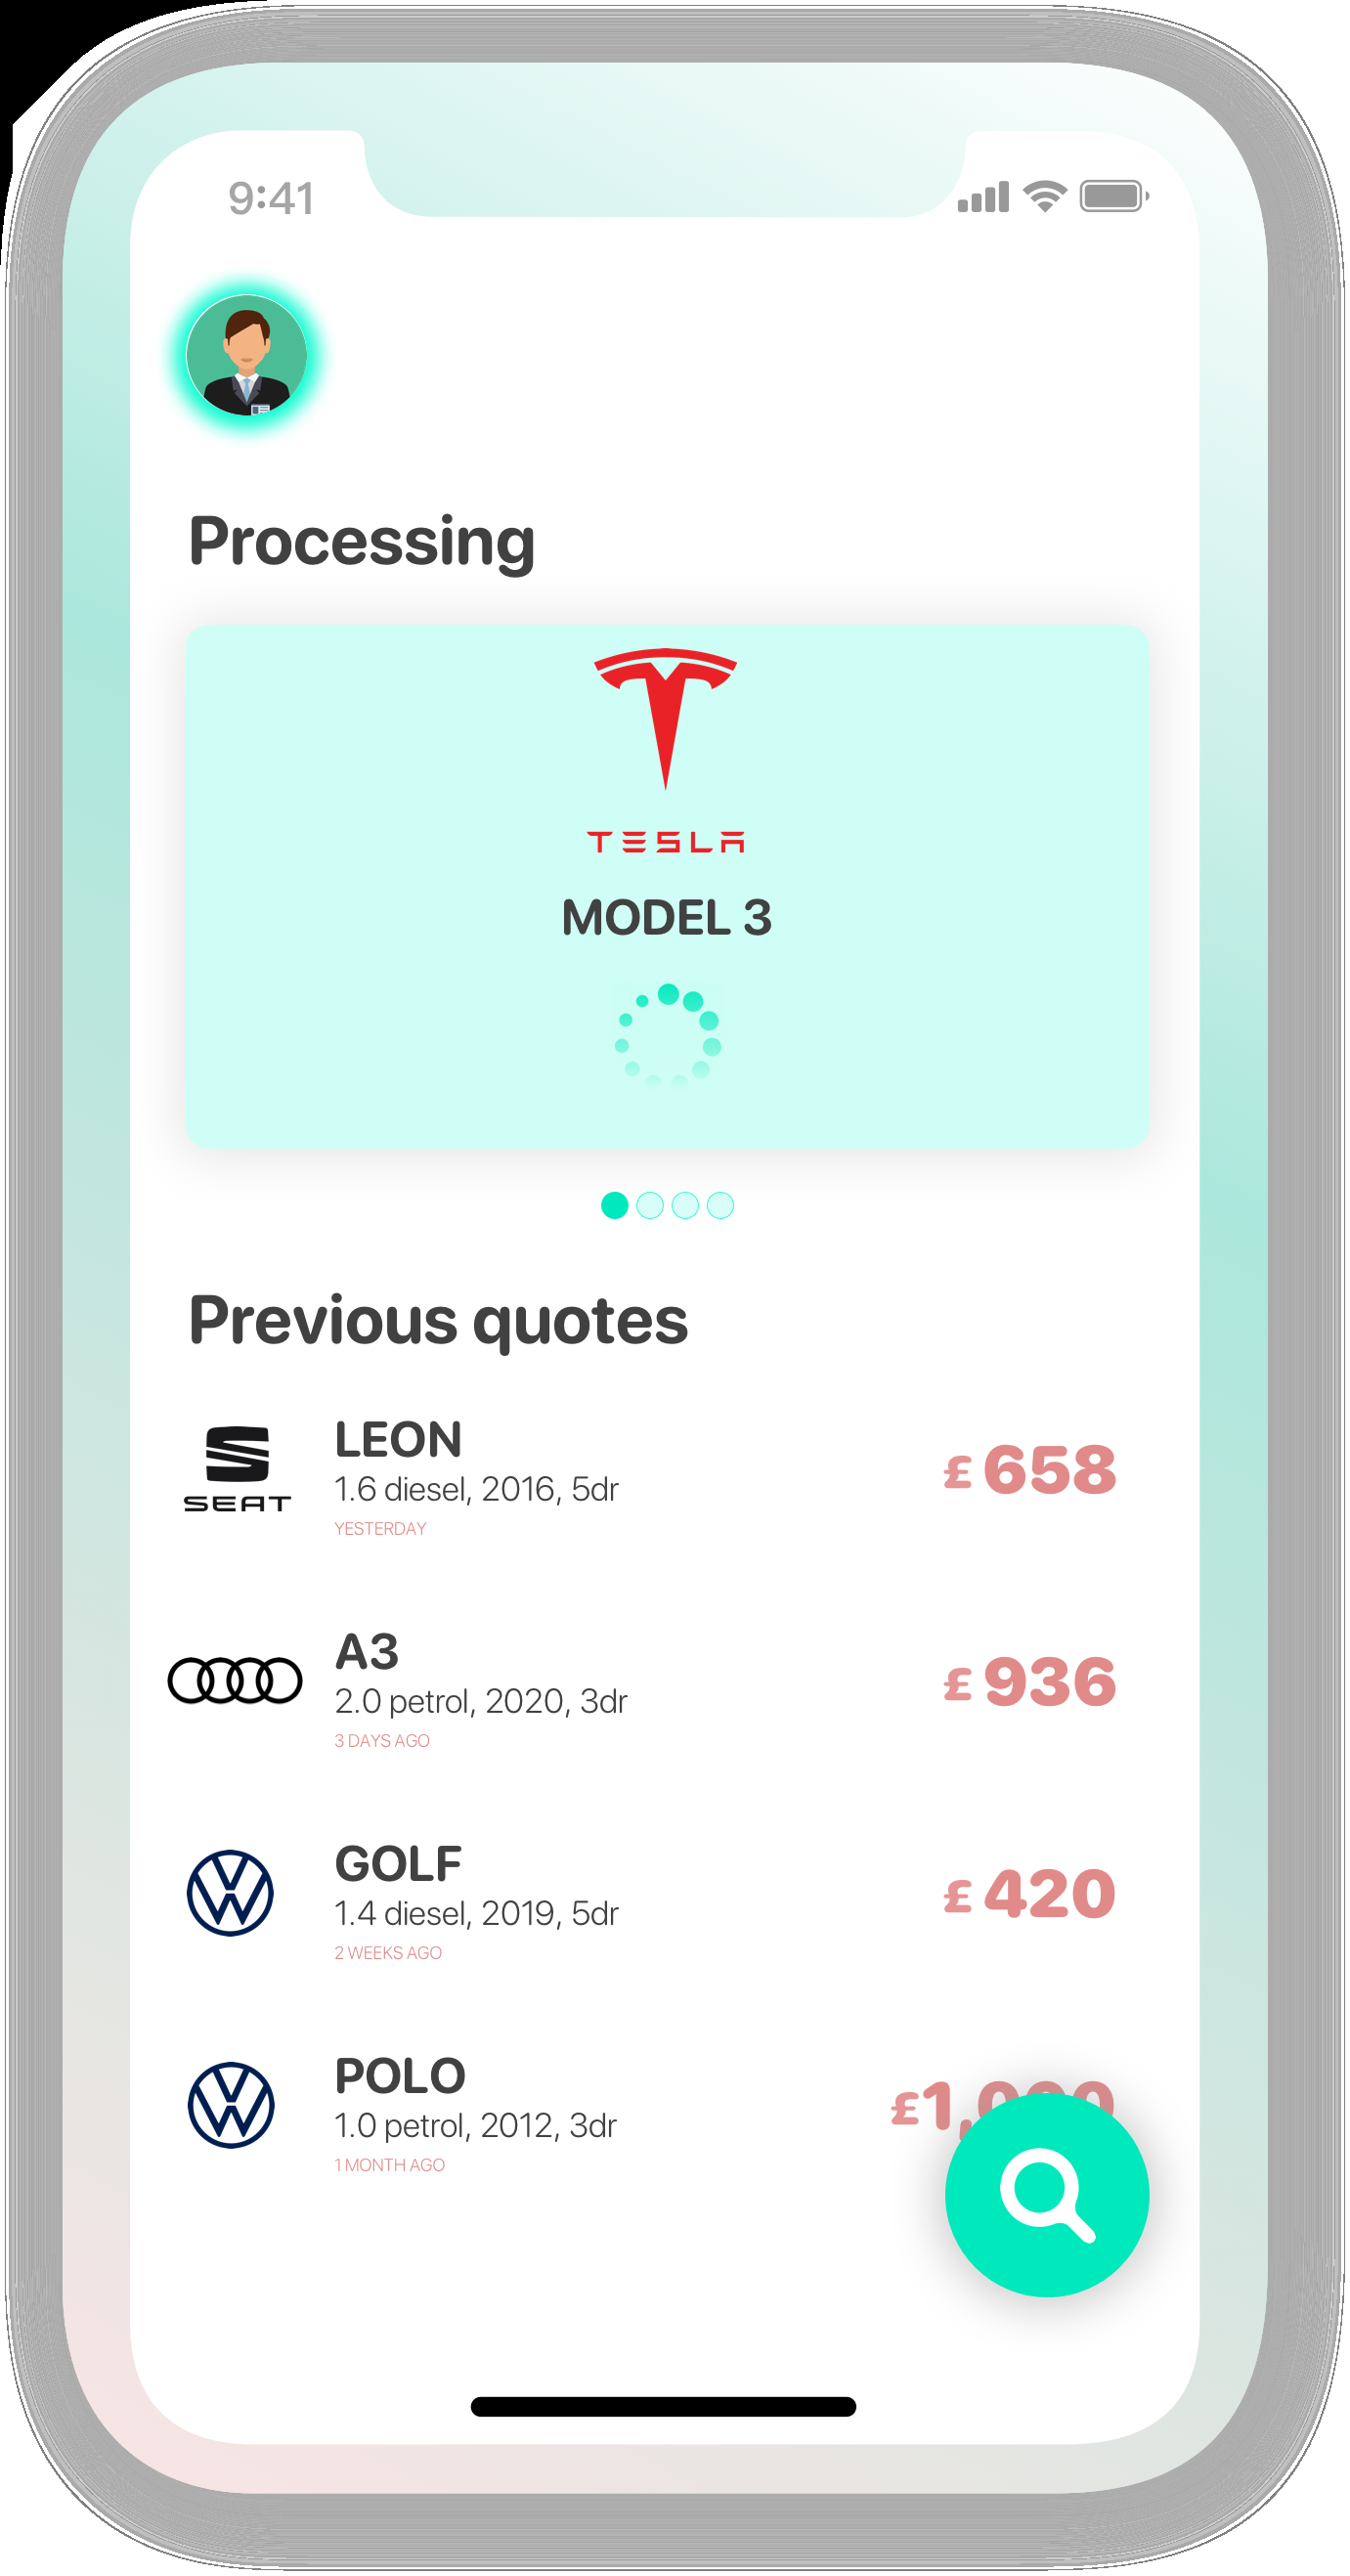 9:41
Processing
TESLA
MODEL 3
Previous quotes
SEAT
LEON
1.6 diesel, 2016, 5dr
YESTERDAY
£ 658
A3
2.0 petrol, 2020, 3dr
3 DAYS AGO
£ 936
GOLF
1.4 diesel, 2019, 5dr
2 WEEKS AGO
£ 420
POLO
1.0 petrol, 2012, 3dr
1 MONTH AGO